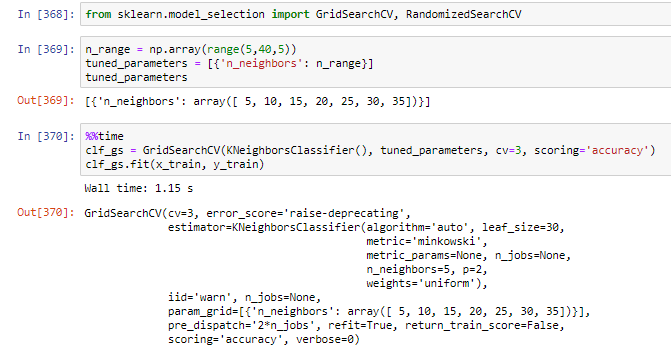 In [368]: from sklearn.model_selection import GridSearchCV, RandomizedSearchCV
In [369]: n_range = np.array(range(5,40,5))
tuned_parameters = [{'n_neighbors': n_range}]
tuned_parameters
Out[369]: [{'n_neighbors': array([ 5, 10, 15, 20, 25, 30, 35])}]
In [370]: %%time
clf_gs = GridSearchCV(KNeighborsClassifier(), tuned_parameters, cv=3, scoring='accuracy')
clf_gs.fit(x_train, y_train)
Wall time: 1.15 s
Out[370]: GridSearchCV(cv=3, error_score='raise-deprecating',
estimator=KNeighborsClassifier(algorithm='auto', leaf_size=30,
metric='minkowski',
metric_params=None, n_jobs=None,
n_neighbors=5, p=2,
weights='uniform'),
iid='warn', n_jobs=None,
param_grid=[{'n_neighbors': array([ 5, 10, 15, 20, 25, 30, 35])}],
pre_dispatch='2*n_jobs', refit=True, return_train_score=False,
scoring='accuracy', verbose=0)